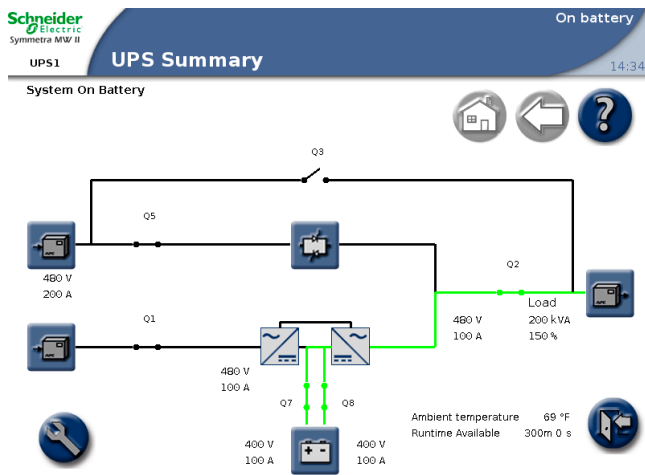 Schneider
Electric
Symmetra MW II
UPS1
UPS Summary
On battery
14:34
System On Battery
?
Q3
Q5
480 V
200 A
Q2
Load
480 V 200 kVA
100 A 150 %
Q1
480 V
100 A
Q7 Q8
400 V 400 V
100 A 100 A
Ambient temperature 69 °F
Runtime Available 300m 0 s